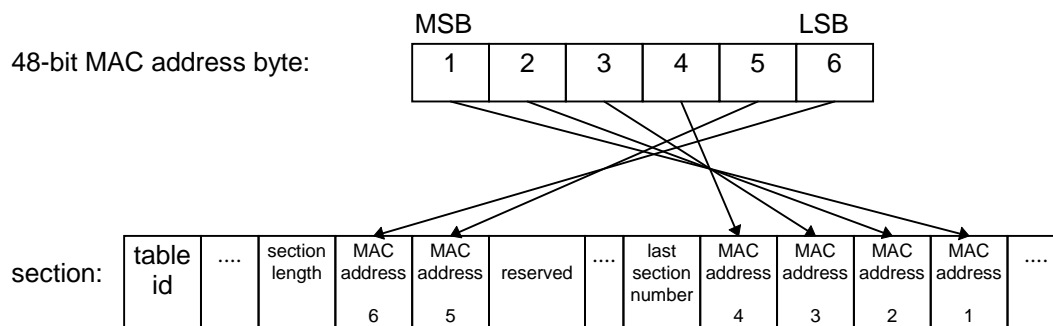 MSB LSB
48-bit MAC address byte: 1 2 3 4 5 6
section: table id .... section length MAC address 6 MAC address 5 reserved .... last section number MAC address 4 MAC address 3 MAC address 2 MAC address 1 ....